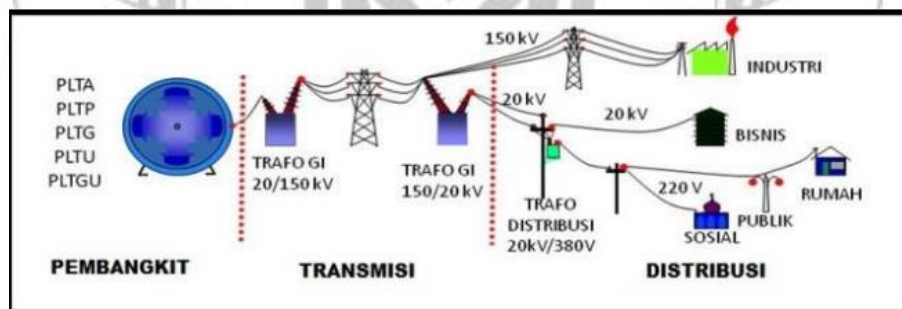 PLTA
PLTP
PLTG
PLTU
PLTGU
PEMBANGKIT
TRAFO GI
20/150 kV
TRAFO GI
150/20 kV
TRANSMISI
150 kV
INDUSTRI
20 kV
20 kV
BISNIS
TRAFO
DISTRIBUSI
20kV/380V
220 V
SOSIAL
PUBLIK
RUMAH
DISTRIBUSI